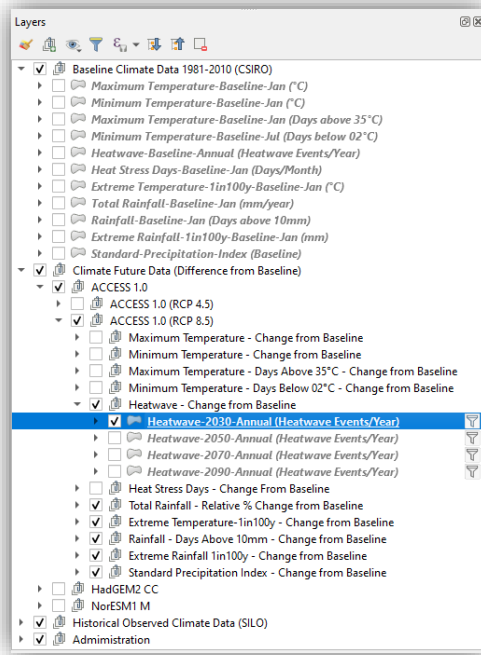 Layers
Baseline Climate Data 1981-2010 (CSIRO)
Maximum Temperature-Baseline-Jan (°C)
Minimum Temperature-Baseline-Jan (°C)
Maximum Temperature-Baseline-Jan (Days above 35°C)
Minimum Temperature-Baseline-Jul (Days below 02°C)
Heatwave-Baseline-Annual (Heatwave Events/Year)
Heat Stress Days-Baseline-Jan (Days/Month)
Extreme Temperature-1in100y-Baseline-Jan (°C)
Total Rainfall-Baseline-Jan (mm/year)
Rainfall-Baseline-Jan (Days above 10mm)
Extreme Rainfall-1in100y-Baseline-Jan (mm)
Standard-Precipitation-Index (Baseline)
Climate Future Data (Difference from Baseline)
ACCESS 1.0
ACCESS 1.0 (RCP 4.5)
ACCESS 1.0 (RCP 8.5)
Maximum Temperature - Change from Baseline
Minimum Temperature - Change from Baseline
Maximum Temperature - Days Above 35°C - Change from Baseline
Minimum Temperature - Days Below 02°C - Change from Baseline
Heatwave - Change from Baseline
Heatwave-2030-Annual (Heatwave Events/Year)
Heatwave-2050-Annual (Heatwave Events/Year)
Heatwave-2070-Annual (Heatwave Events/Year)
Heatwave-2090-Annual (Heatwave Events/Year)
Heat Stress Days - Change From Baseline
Total Rainfall - Relative % Change from Baseline
Extreme Temperature-1in100y - Change from Baseline
Rainfall - Days Above 10mm - Change from Baseline
Extreme Rainfall 1in100y - Change from Baseline
Standard Precipitation Index - Change from Baseline
HadGEM2 CC
NorESM1 M
Historical Observed Climate Data (SILO)
Admimistration